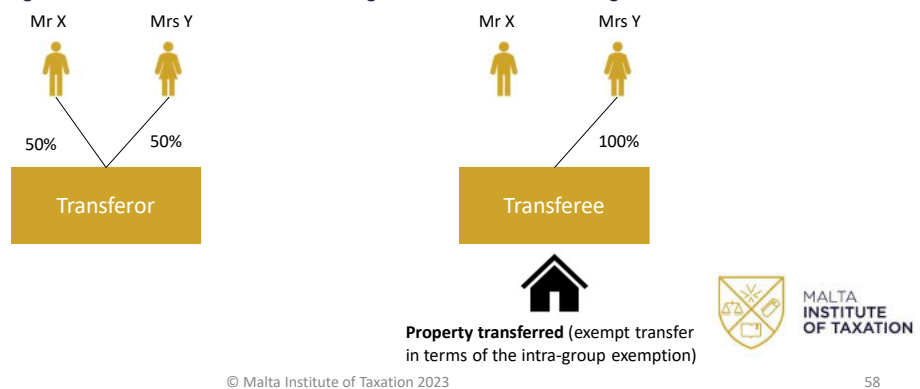 Mr X
Mrs Y
Mr X
Mrs Y
50%
50%
100%
Transferor
Transferee
Property transferred (exempt transfer
in terms of the intra-group exemption)
MALTA
INSTITUTE
OF TAXATION
© Malta Institute of Taxation 2023
58